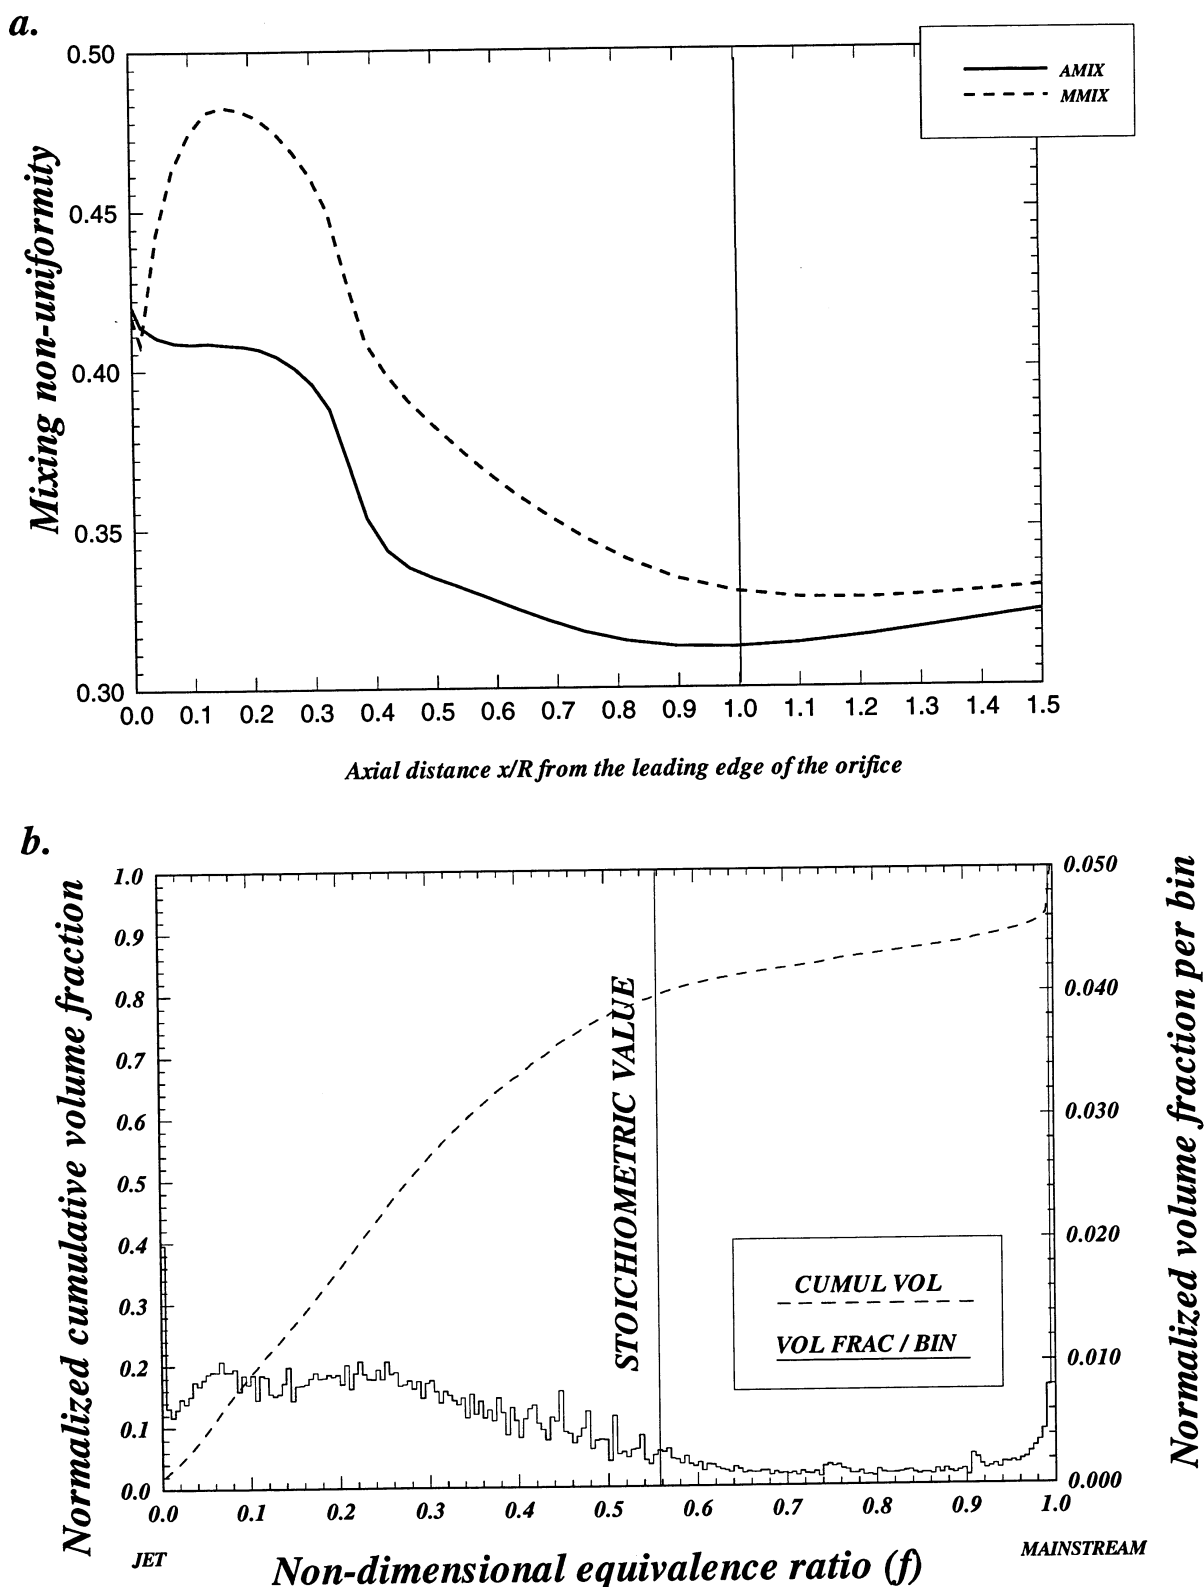 a.
0.50
AMIX
MMIX
0.45
0.40
0.35
0.30
Mixing non-uniformity
0.0 0.1 0.2 0.3 0.4 0.5 0.6 0.7 0.8 0.9 1.0 1.1 1.2 1.3 1.4 1.5
Axial distance x/R from the leading edge of the orifice
b.
Normalized cumulative volume fraction
1.0
0.9
0.8
0.7
0.6
0.5
0.4
0.3
0.2
0.1
0.0
STOICHIOMETRIC VALUE
CUMUL VOL
VOL FRAC / BIN
0.050
0.040
0.030
0.020
0.010
0.000
Normalized volume fraction per bin
0.0 0.1 0.2 0.3 0.4 0.5 0.6 0.7 0.8 0.9 1.0
JET
MAINSTREAM
Non-dimensional equivalence ratio (f)